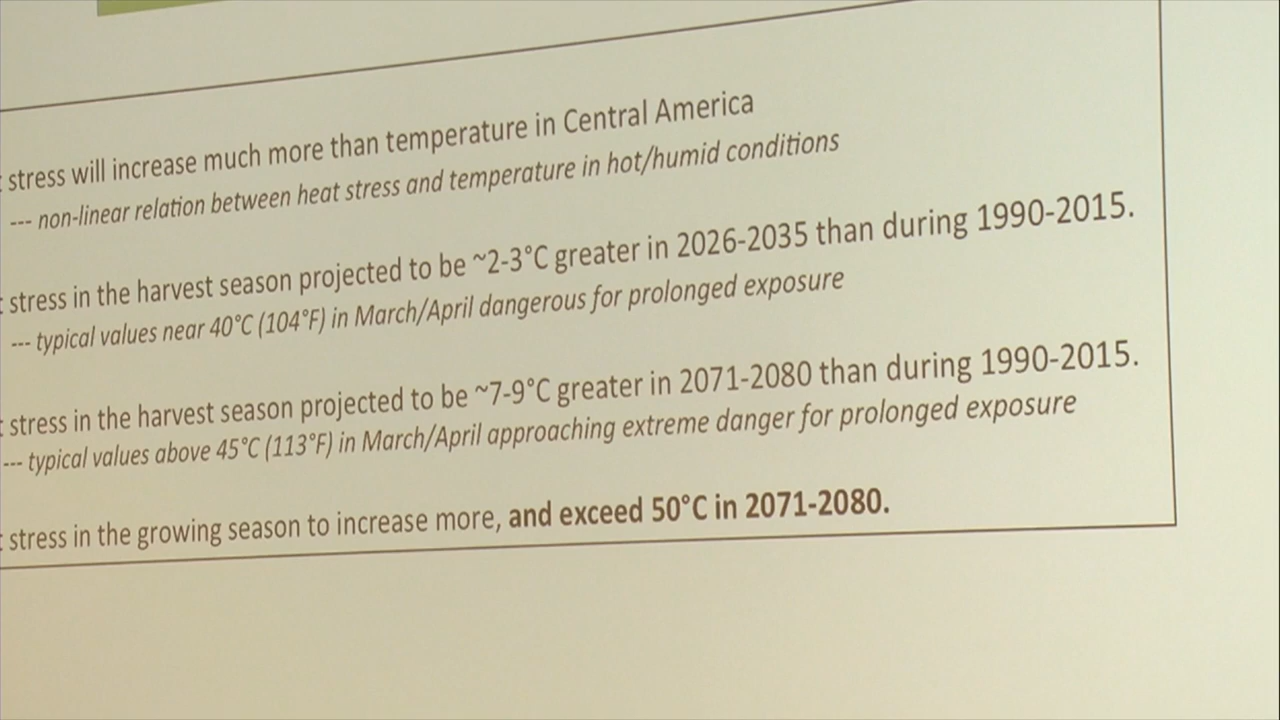 stress will increase much more than temperature in Central America
--- non-linear relation between heat stress and temperature in hot/humid conditions
stress in the harvest season projected to be ~2-3°C greater in 2026-2035 than during 1990-2015.
--- typical values near 40°C (104°F) in March/April dangerous for prolonged exposure
stress in the harvest season projected to be ~7-9°C greater in 2071-2080 than during 1990-2015.
--- typical values above 45°C (113°F) in March/April approaching extreme danger for prolonged exposure
stress in the growing season to increase more, and exceed 50°C in 2071-2080.